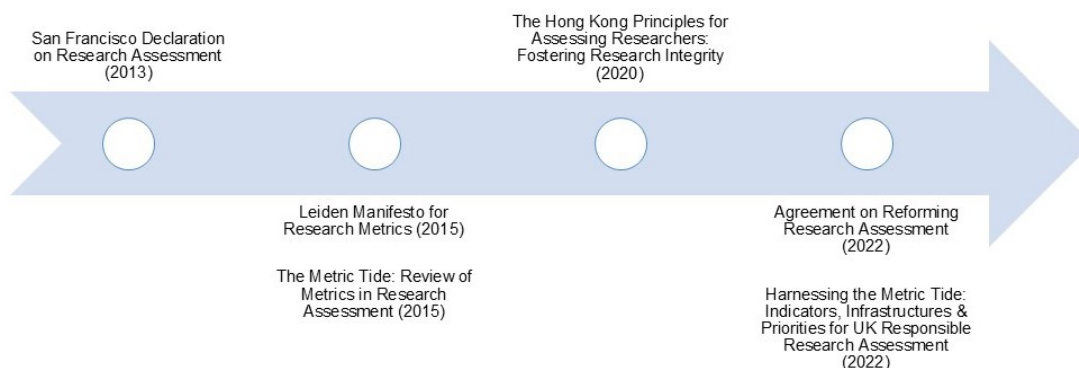 San Francisco Declaration
on Research Assessment
(2013)
Leiden Manifesto for
Research Metrics (2015)
The Metric Tide: Review of
Metrics in Research
Assessment (2015)
The Hong Kong Principles for
Assessing Researchers:
Fostering Research Integrity
(2020)
Agreement on Reforming
Research Assessment
(2022)
Harnessing the Metric Tide:
Indicators, Infrastructures &
Priorities for UK Responsible
Research Assessment
(2022)